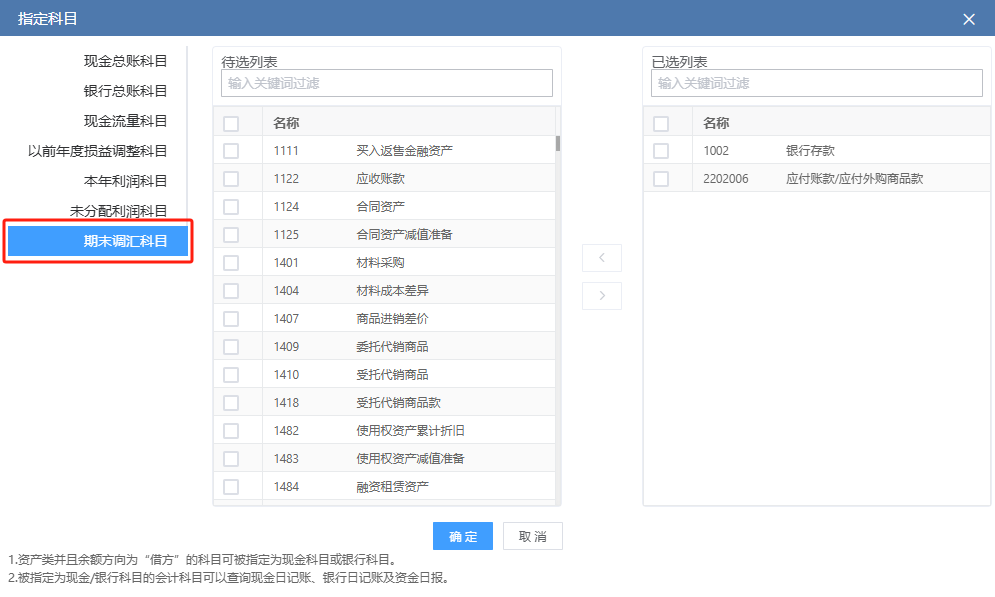 指定科目
现金总账科目
银行总账科目
现金流量科目
以前年度损益调整科目
本年利润科目
未分配利润科目
期末调汇科目
待选列表
输入关键词过滤
名称
1111 买入返售金融资产
1122 应收账款
1124 合同资产
1125 合同资产减值准备
1401 材料采购
1404 材料成本差异
1407 商品进销差价
1409 委托代销商品
1410 受托代销商品
1418 受托代销商品款
1482 使用权资产累计折旧
1483 使用权资产减值准备
1484 融资租赁资产
已选列表
输入关键词过滤
名称
1002 银行存款
2202006 应付账款/应付外购商品款
确定
取消
1.资产类并且余额方向为“借方”的科目可被指定为现金科目或银行科目。
2.被指定为现金/银行科目的会计科目可以查询现金日记账、银行日记账及资金日报。